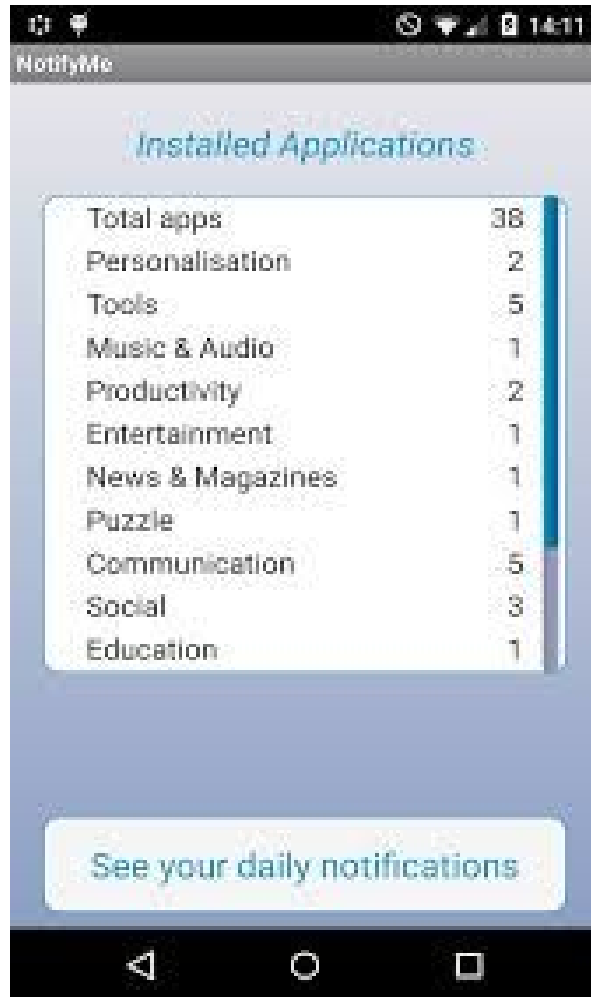 14:11
NotifyMe
Installed Applications
Total apps 38
Personalisation 2
Tools 5
Music & Audio 1
Productivity 2
Entertainment 1
News & Magazines 1
Puzzle 1
Communication 5
Social 3
Education 1
See your daily notifications